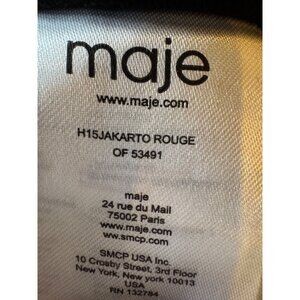 maje
www.maje.com
H15JAKARTO ROUGE
OF 53491
maje
24 rue du Mail
75002 Paris
www.maje.com
www.smcp.com
SMCP USA Inc.
10 Crosby Street, 3rd Floor
New York, New York 10013
USA
RN 132784